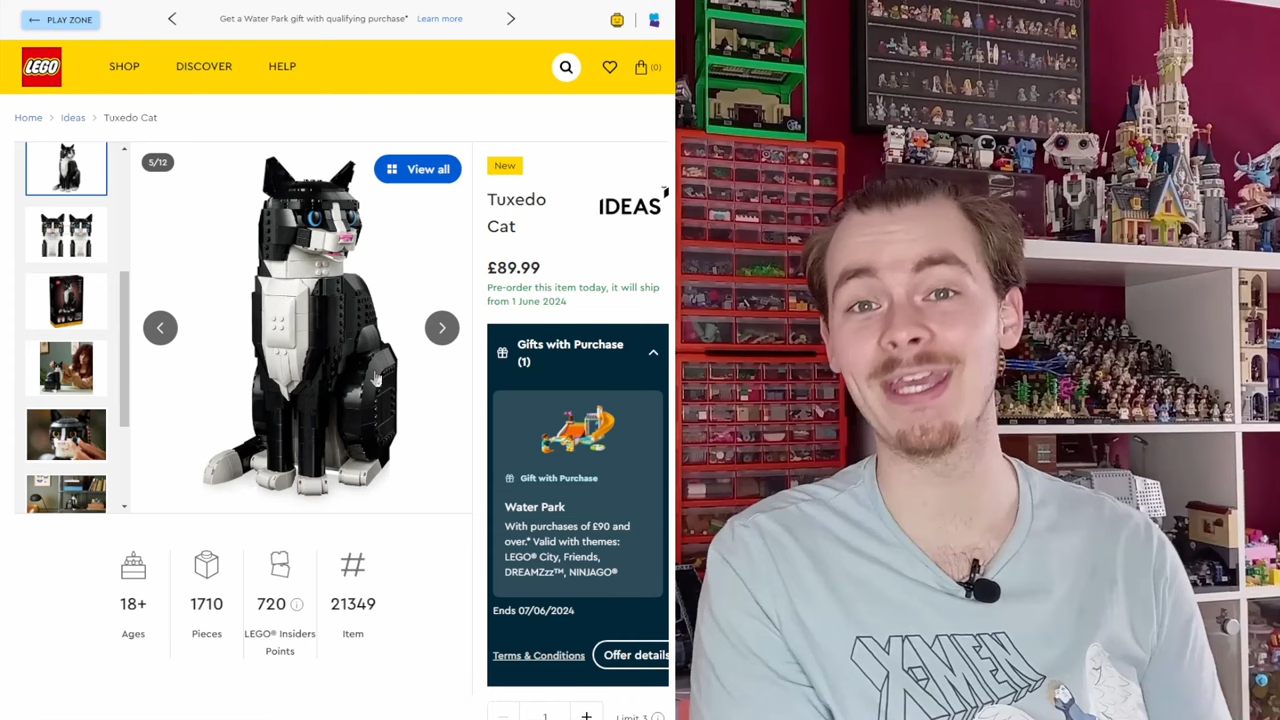 ← PLAY ZONE
Get a Water Park gift with qualifying purchase* Learn more
LEGO
SHOP
DISCOVER
HELP
(0)
Home > Ideas > Tuxedo Cat
5/12
View all
New
Tuxedo
Cat
IDEAS
£89.99
Pre-order this item today, it will ship
from 1 June 2024
Gifts with Purchase
(1)
Gift with Purchase
Water Park
With purchases of £90 and
over.* Valid with themes:
LEGO® City, Friends,
DREAMZzz™, NINJAGO®
Ends 07/06/2024
Terms & Conditions
Offer details
18+
Ages
1710
Pieces
720
LEGO® Insiders
Points
#
21349
Item
1
+
Limit 3
X-MEN